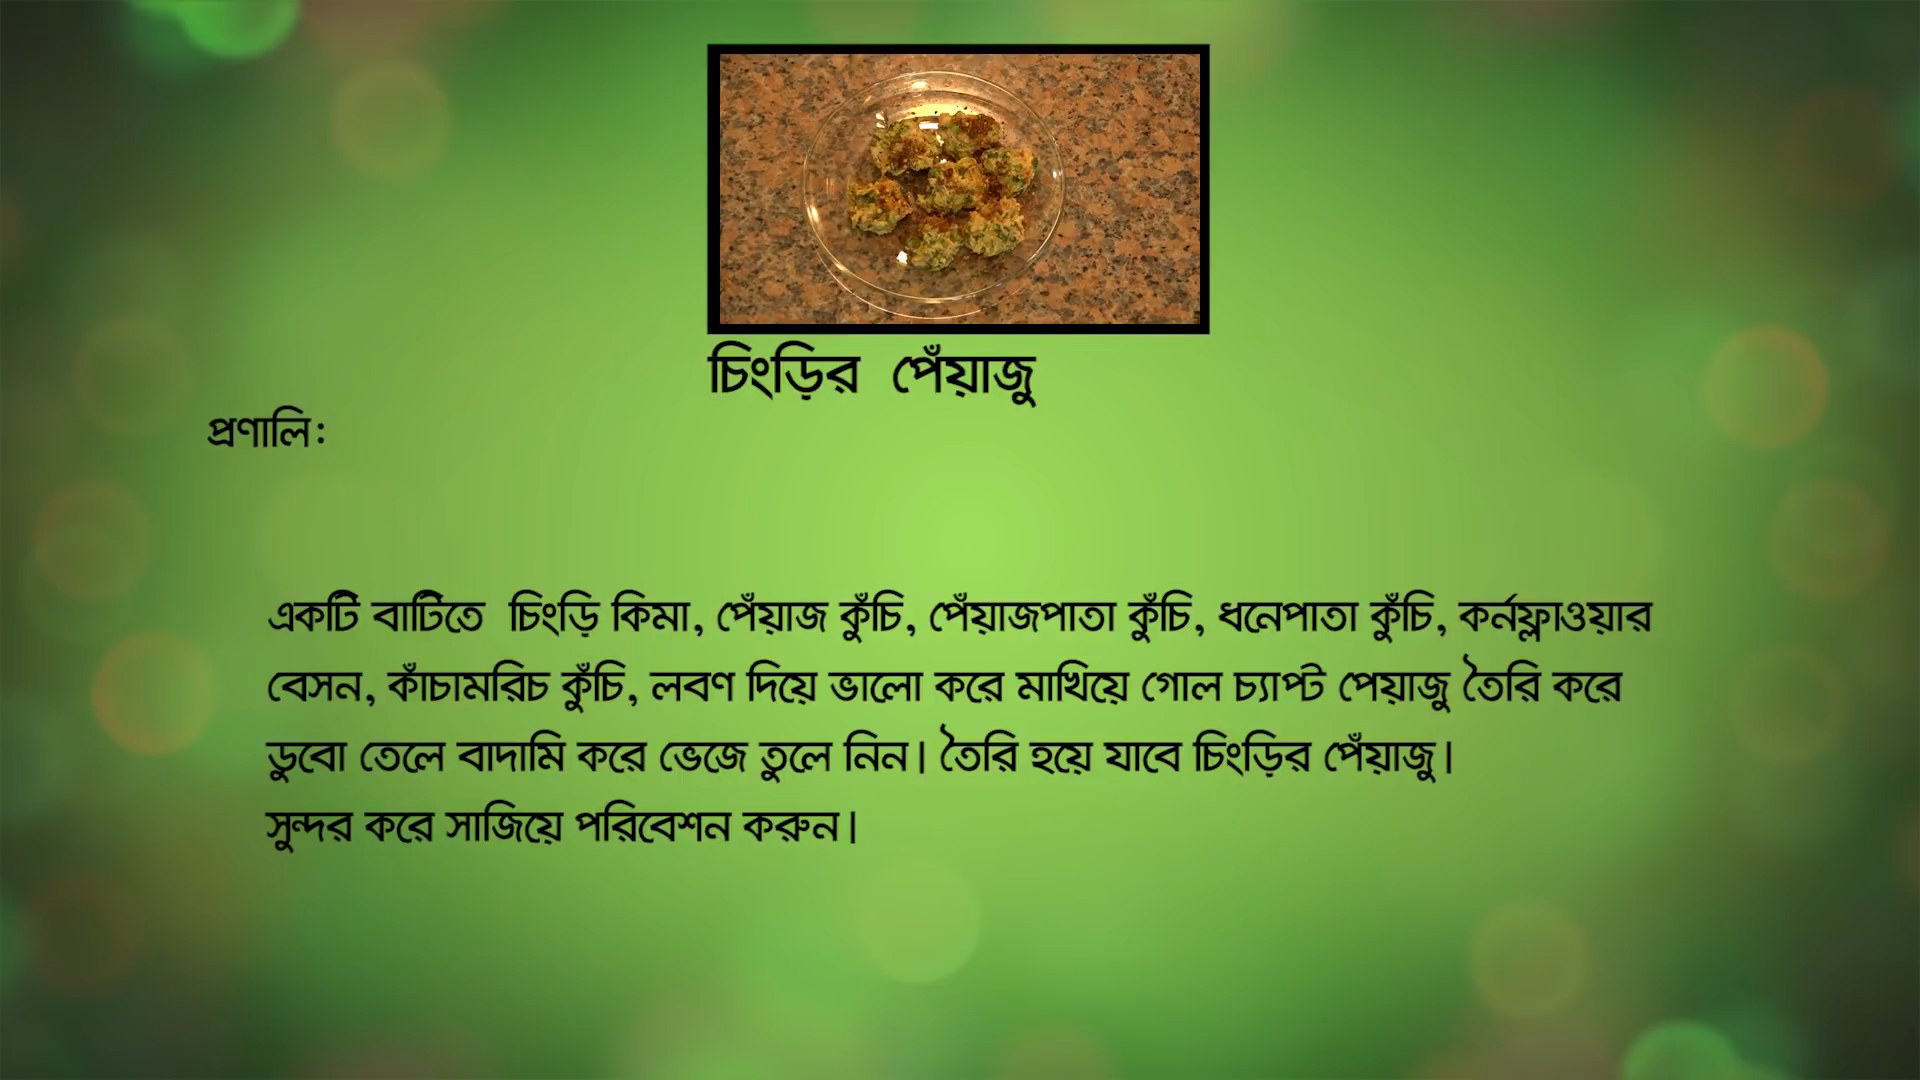 চিংড়ির পেঁয়াজু
প্রণালি:
একটি বাটিতে চিংড়ি কিমা, পেঁয়াজ কুঁচি, পেঁয়াজপাতা কুঁচি, ধনেপাতা কুঁচি, কর্নফ্লাওয়ার
বেসন, কাঁচামরিচ কুঁচি, লবণ দিয়ে ভালো করে মাখিয়ে গোল চ্যাপ্ট পেয়াজু তৈরি করে
ডুবো তেলে বাদামি করে ভেজে তুলে নিন। তৈরি হয়ে যাবে চিংড়ির পেঁয়াজু।
সুন্দর করে সাজিয়ে পরিবেশন করুন।